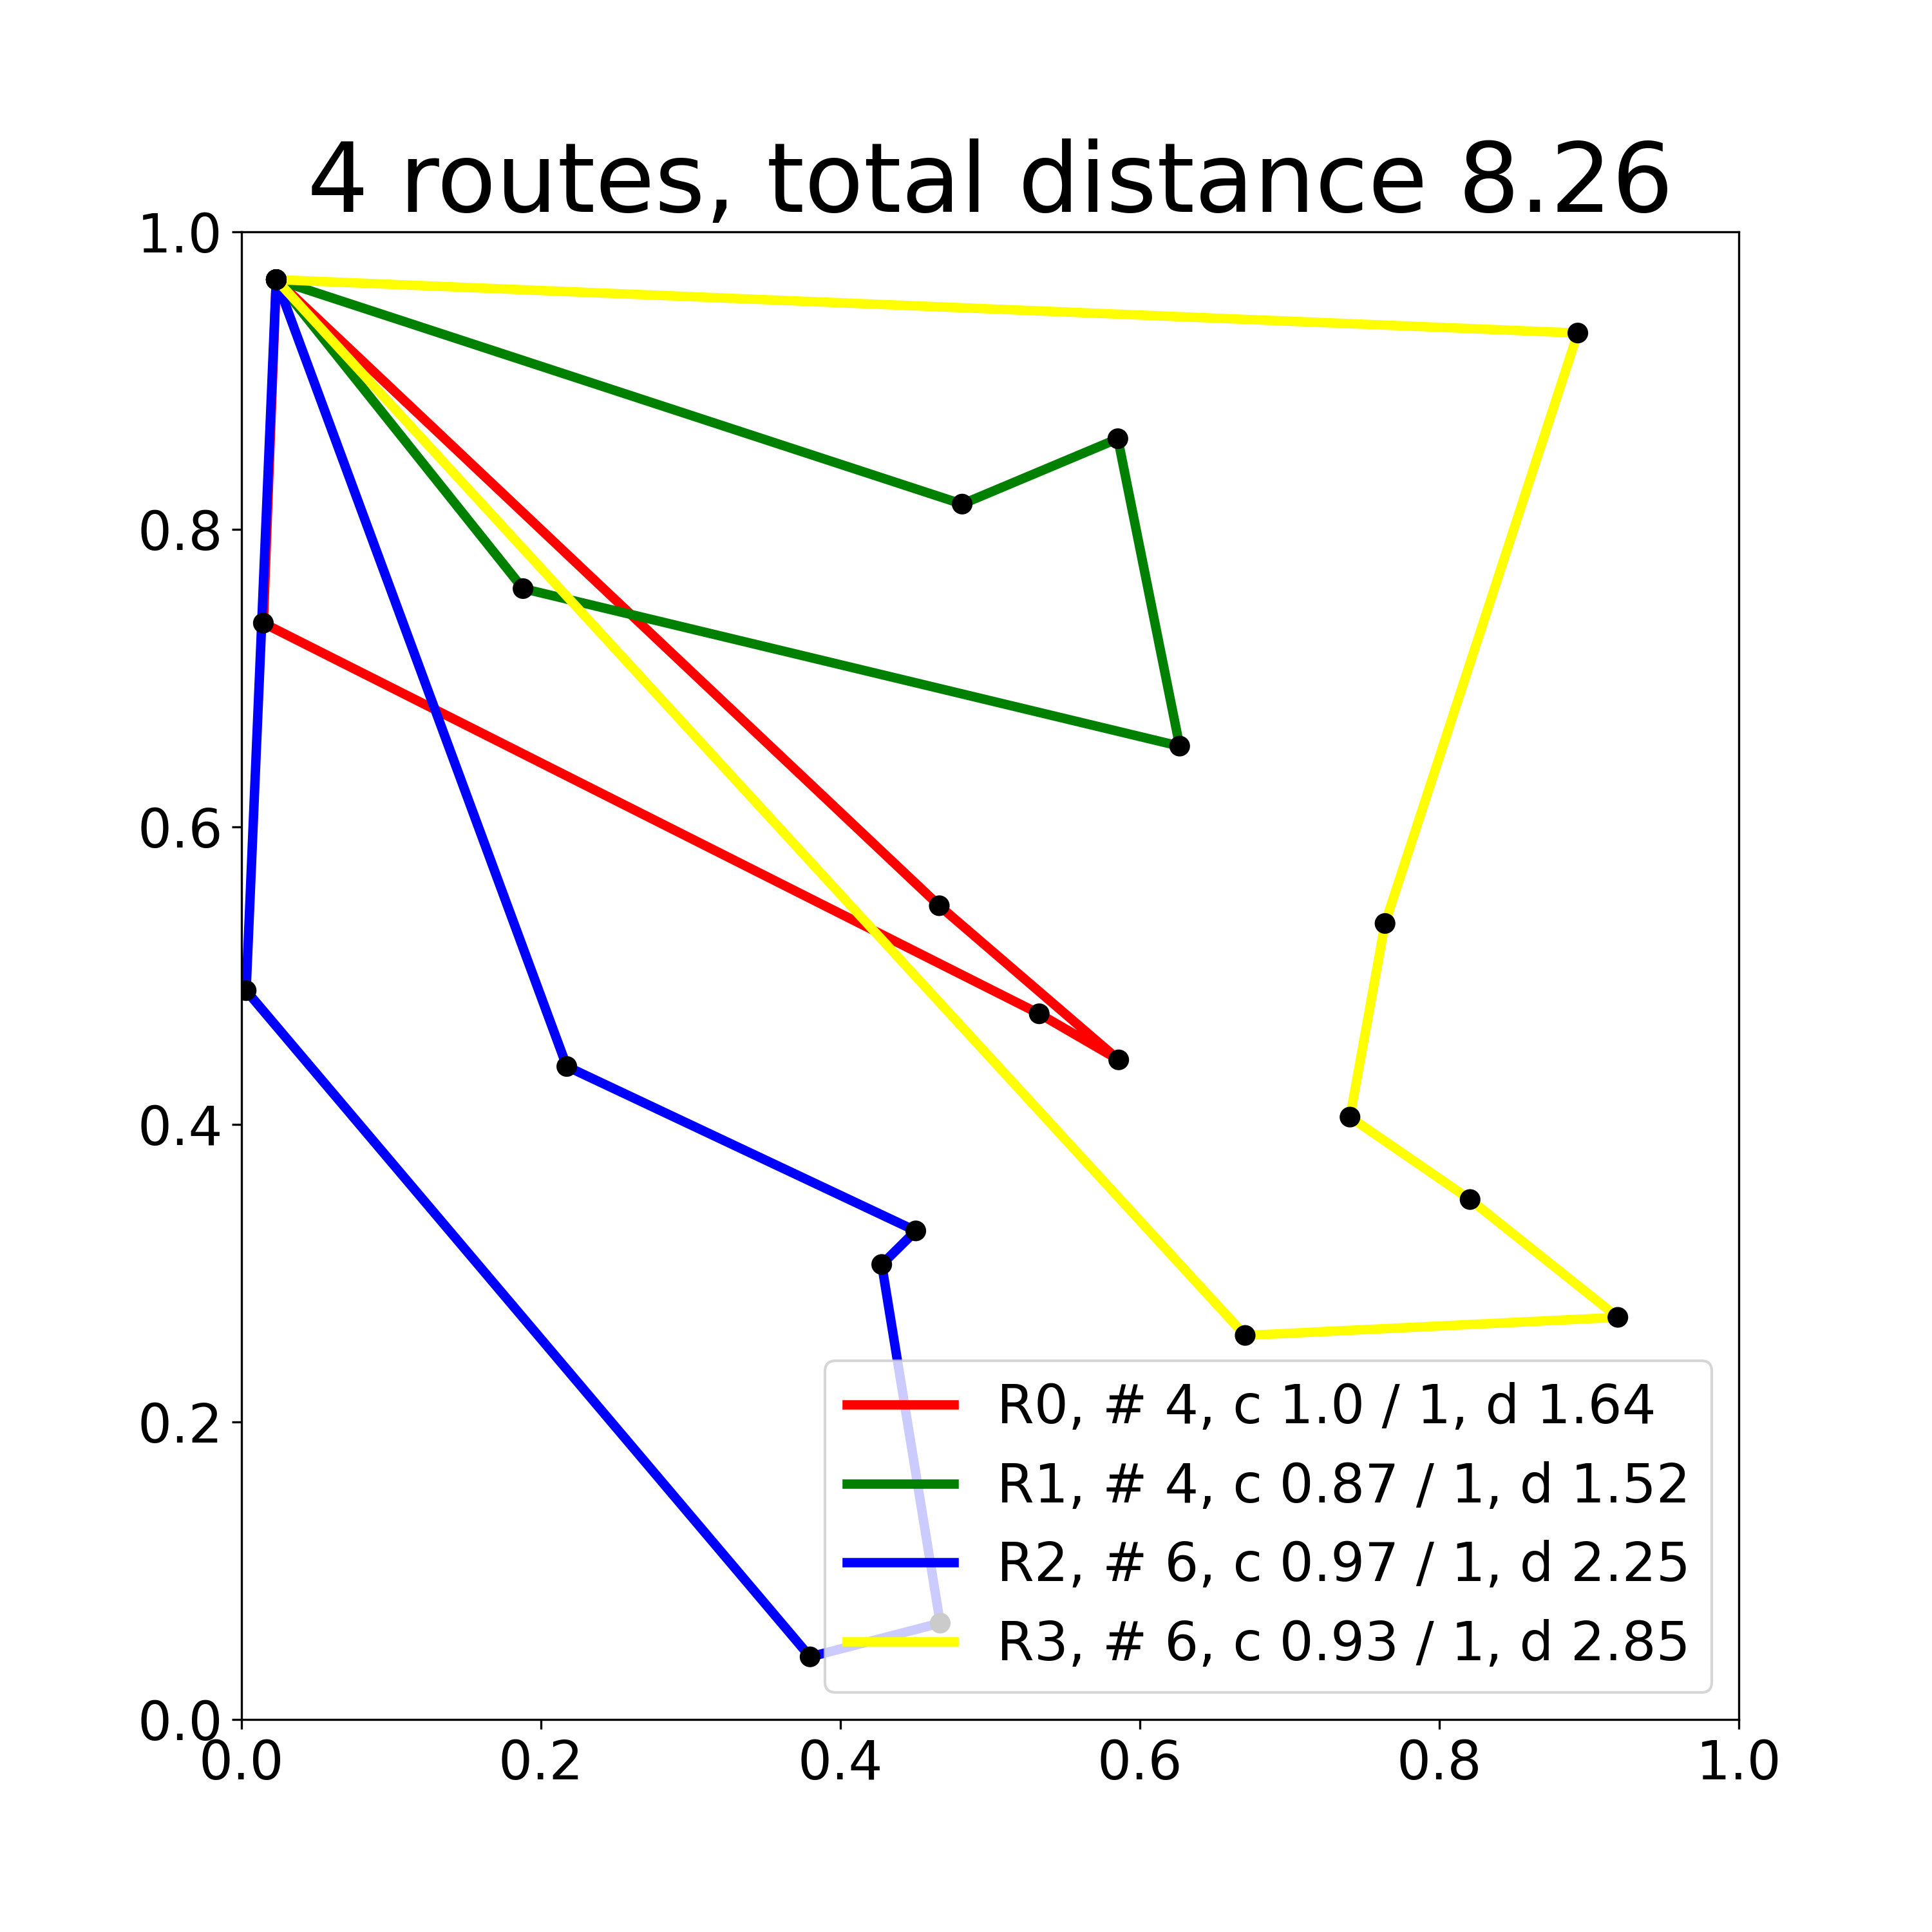 4 routes, total distance 8.26
1.0
0.8
0.6
0.4
0.2
0.0
R0, # 4, c 1.0 / 1, d 1.64
R1, # 4, c 0.87 / 1, d 1.52
R2, # 6, c 0.97 / 1, d 2.25
R3, # 6, c 0.93 / 1, d 2.85
0.0 0.2 0.4 0.6 0.8 1.0